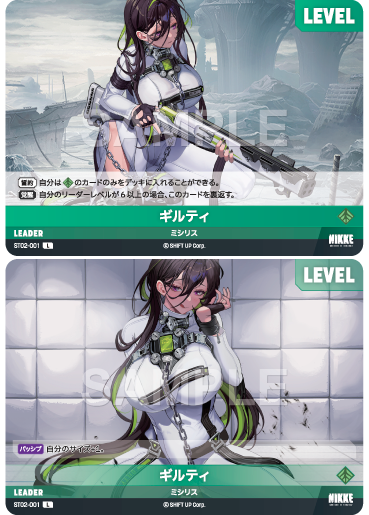 LEVEL
SAMPLE
誓約 自分は のカードのみをデッキに入れることができる。
覚醒 自分のリーダーレベルが6以上の場合、このカードを裏返す。
ギルティ
LEADER
ミシリス
ST02-001 L
© SHIFT UP Corp.
NIKKE
LEVEL
SAMPLE
パッシブ 自分のサイズ-2。
ギルティ
LEADER
ミシリス
ST02-001 L
© SHIFT UP Corp.
NIKKE